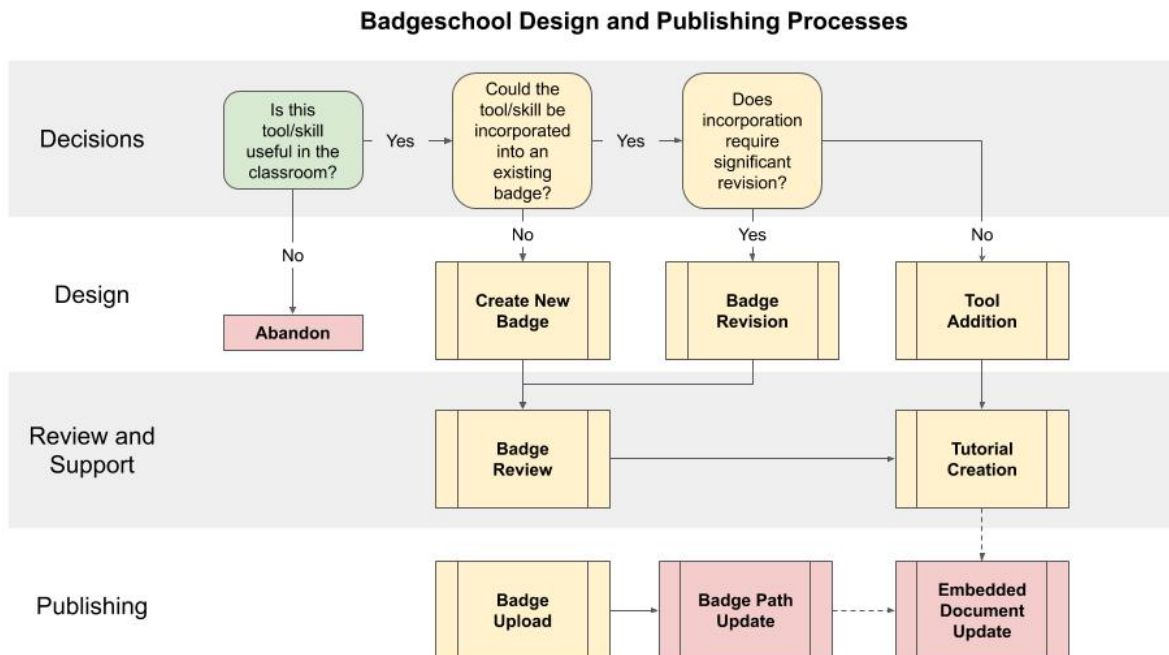 Badgeschool Design and Publishing Processes
Decisions
Is this
tool/skill
useful in the
classroom?
Yes
Could the
tool/skill be
incorporated
into an
existing
badge?
Yes
Does
incorporation
require
significant
revision?
No
Yes
No
No
Design
Abandon
Create New
Badge
Badge
Revision
Tool
Addition
Review and
Support
Badge
Review
Tutorial
Creation
Publishing
Badge
Upload
Badge Path
Update
Embedded
Document
Update